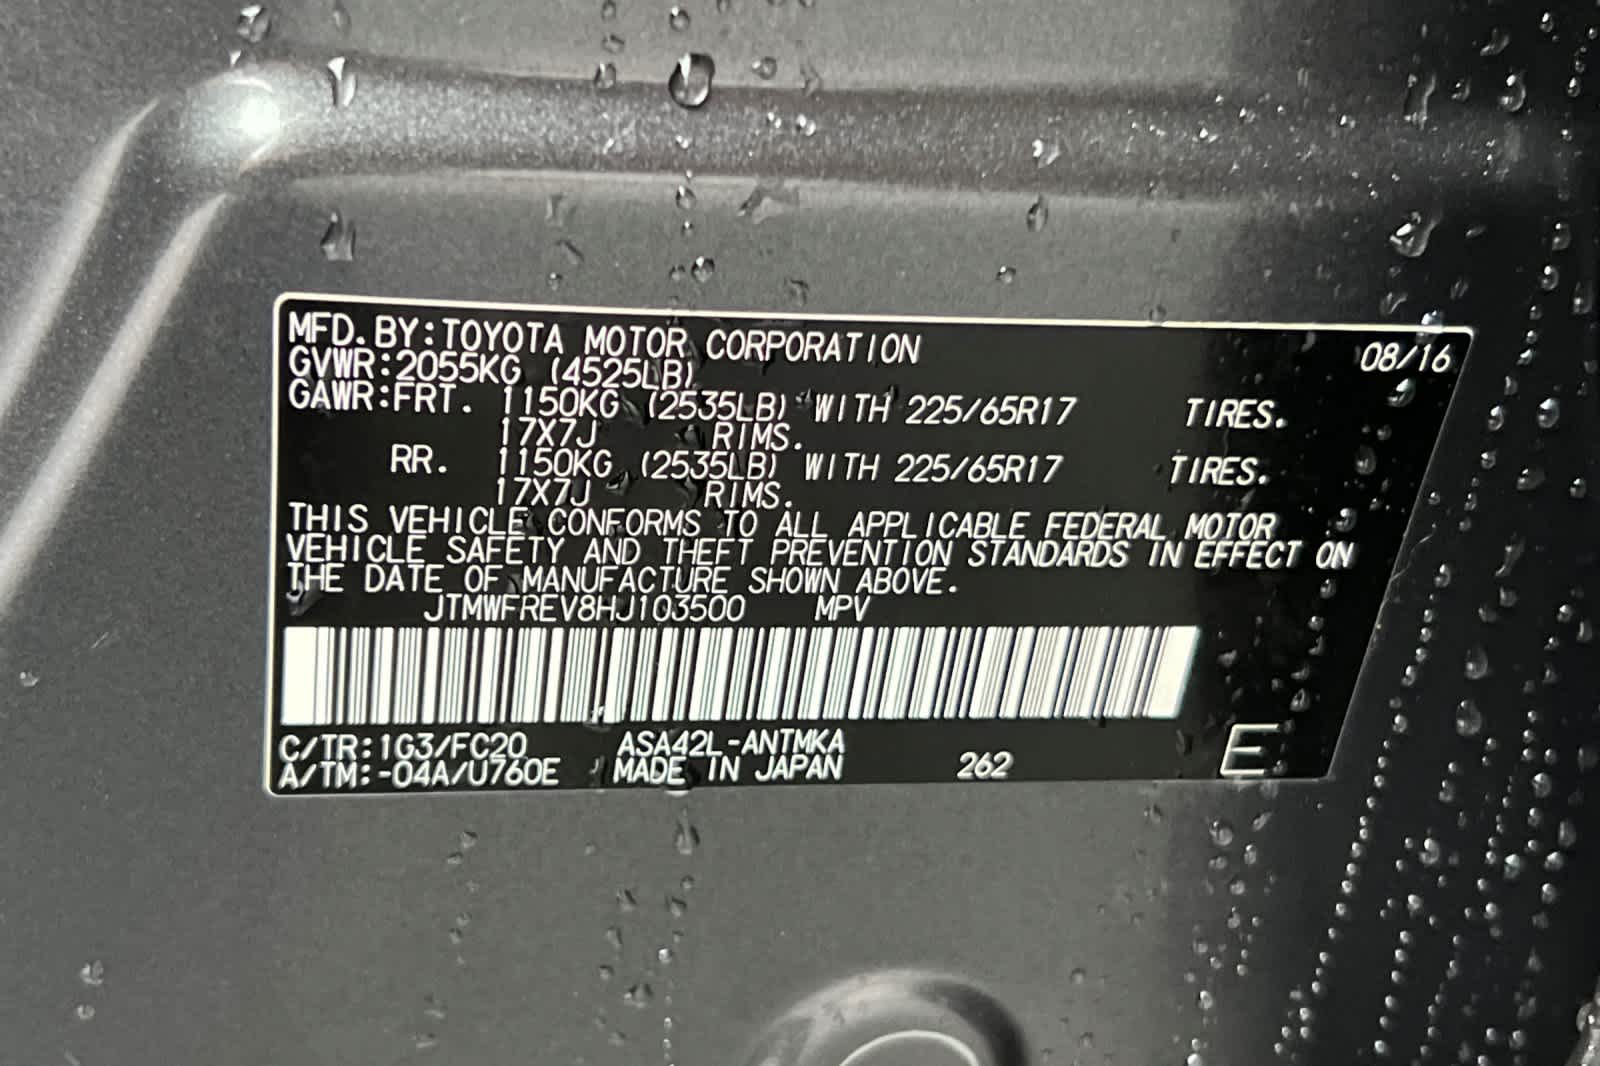 MFD.BY:TOYOTA MOTOR CORPORATION 08/16
GVWR:2055KG (4525LB)
GAWR:FRT. 1150KG (2535LB) WITH 225/65R17 TIRES.
17X7J RIMS.
RR. 1150KG (2535LB) WITH 225/65R17 TIRES.
17X7J RIMS.
THIS VEHICLE CONFORMS TO ALL APPLICABLE FEDERAL MOTOR
VEHICLE SAFETY AND THEFT PREVENTION STANDARDS IN EFFECT ON
THE DATE OF MANUFACTURE SHOWN ABOVE.
JTMWFREV8HJ103500 MPV
C/TR:1G3/FC20 ASA42L-ANTMKA
A/TM:-04A/U760E MADE IN JAPAN 262 E